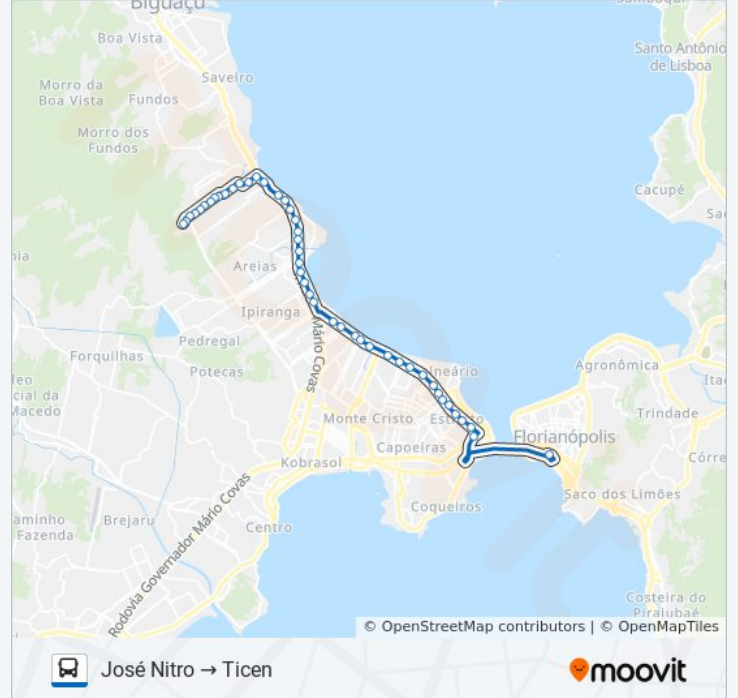 Biguaçu
Boa Vista
Santo Antônio
de Lisboa
Saveiro
Morro da
Boa Vista
Fundos
Morro dos
Fundos
Cacupé
Areias
Ipiranga
Mário Covas
Pedregal
Forquilhas
Potecas
Agronômica
Monte Cristo
Trindade
Florianópolis
Capoeiras
Kobrasol
Saco dos Limões
Coqueiros
Brejaru
Centro
Rodovia Governador Mário Covas
Costeira do
Pirajubaé
© OpenStreetMap contributors | © OpenMapTiles
José Nitro → Ticen
moovit